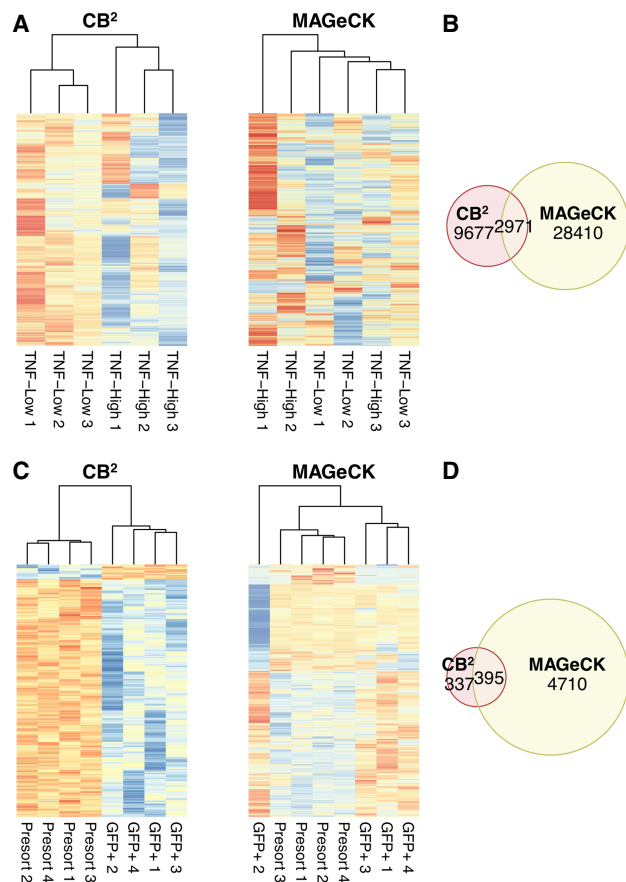 A
CB²
MAGeCK
B
CB²
9677
2971
MAGeCK
28410
TNF-Low 1
TNF-Low 2
TNF-Low 3
TNF-High 1
TNF-High 2
TNF-High 3
TNF-High 1
TNF-High 2
TNF-Low 1
TNF-Low 2
TNF-High 3
TNF-Low 3
C
CB²
MAGeCK
D
CB²
337
395
MAGeCK
4710
Presort 2
Presort 4
Presort 1
Presort 3
GFP+ 2
GFP+ 4
GFP+ 1
GFP+ 3
GFP+ 2
Presort 3
Presort 1
Presort 2
Presort 4
GFP+ 3
GFP+ 1
GFP+ 4